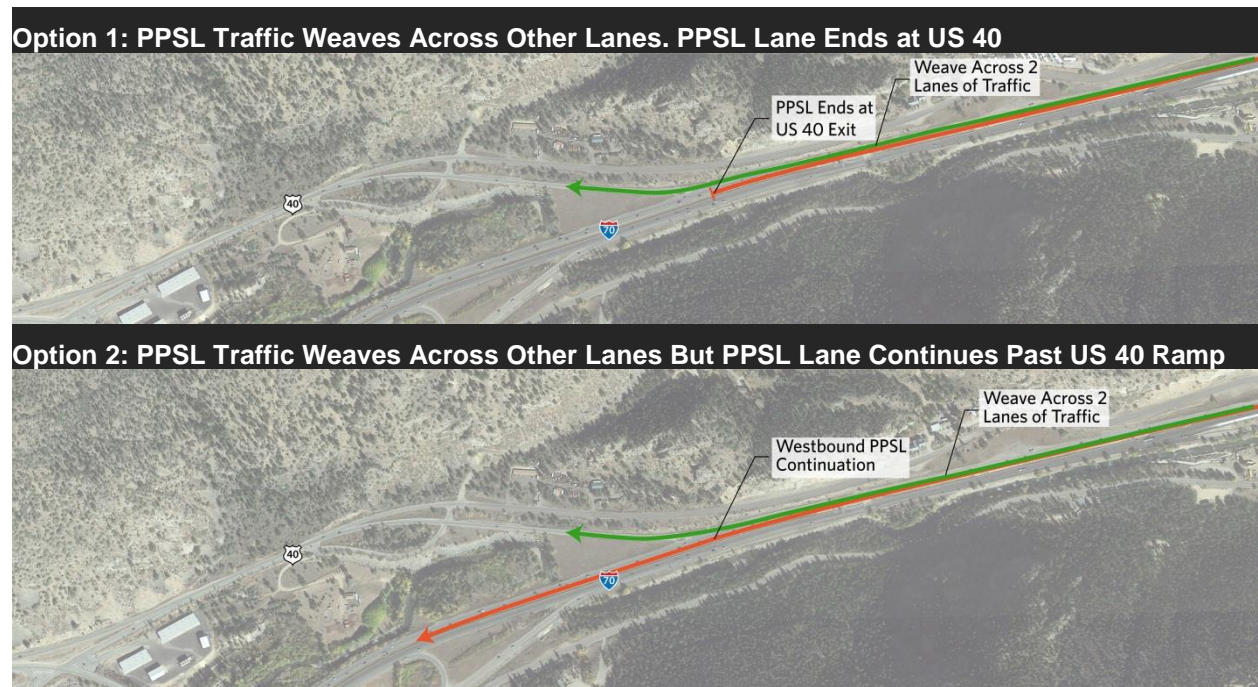 Option 1: PPSL Traffic Weaves Across Other Lanes. PPSL Lane Ends at US 40
Weave Across 2
Lanes of Traffic
PPSL Ends at
US 40 Exit
40
70
Option 2: PPSL Traffic Weaves Across Other Lanes But PPSL Lane Continues Past US 40 Ramp
Weave Across 2
Lanes of Traffic
Westbound PPSL
Continuation
40
70